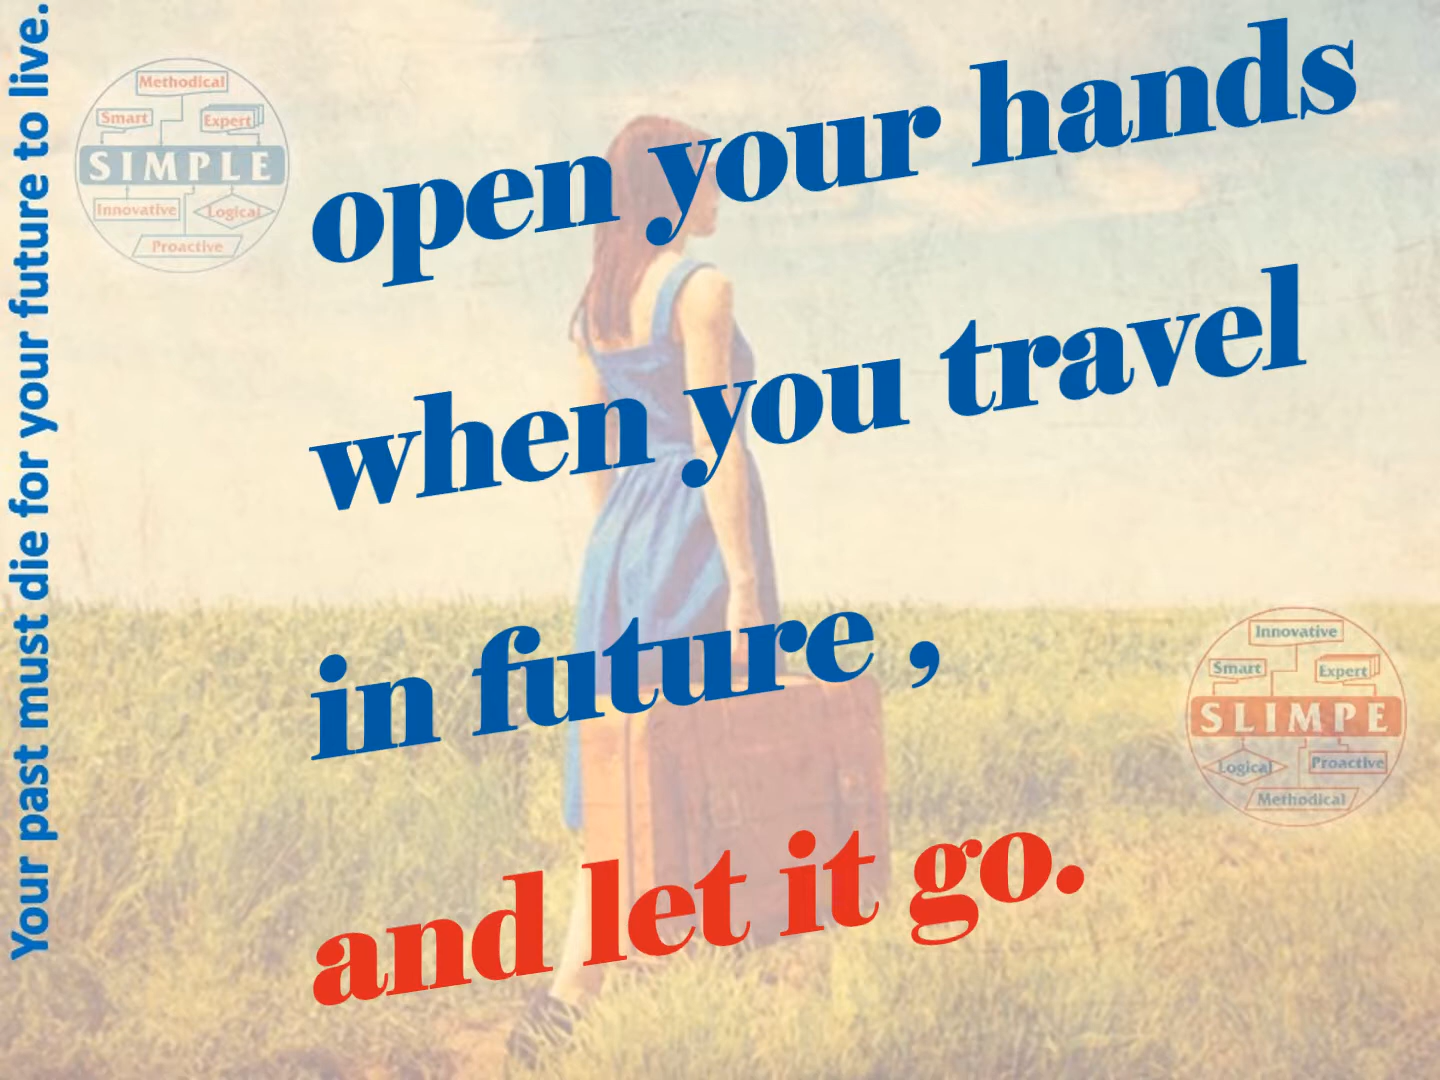 Your past must die for your future to live.
Methodical
Smart
Expert
SIMPLE
Innovative
Logical
Proactive
open your hands
when you travel
in future ,
and let it go.
Innovative
Smart
Expert
SLIMPE
Logical
Proactive
Methodical